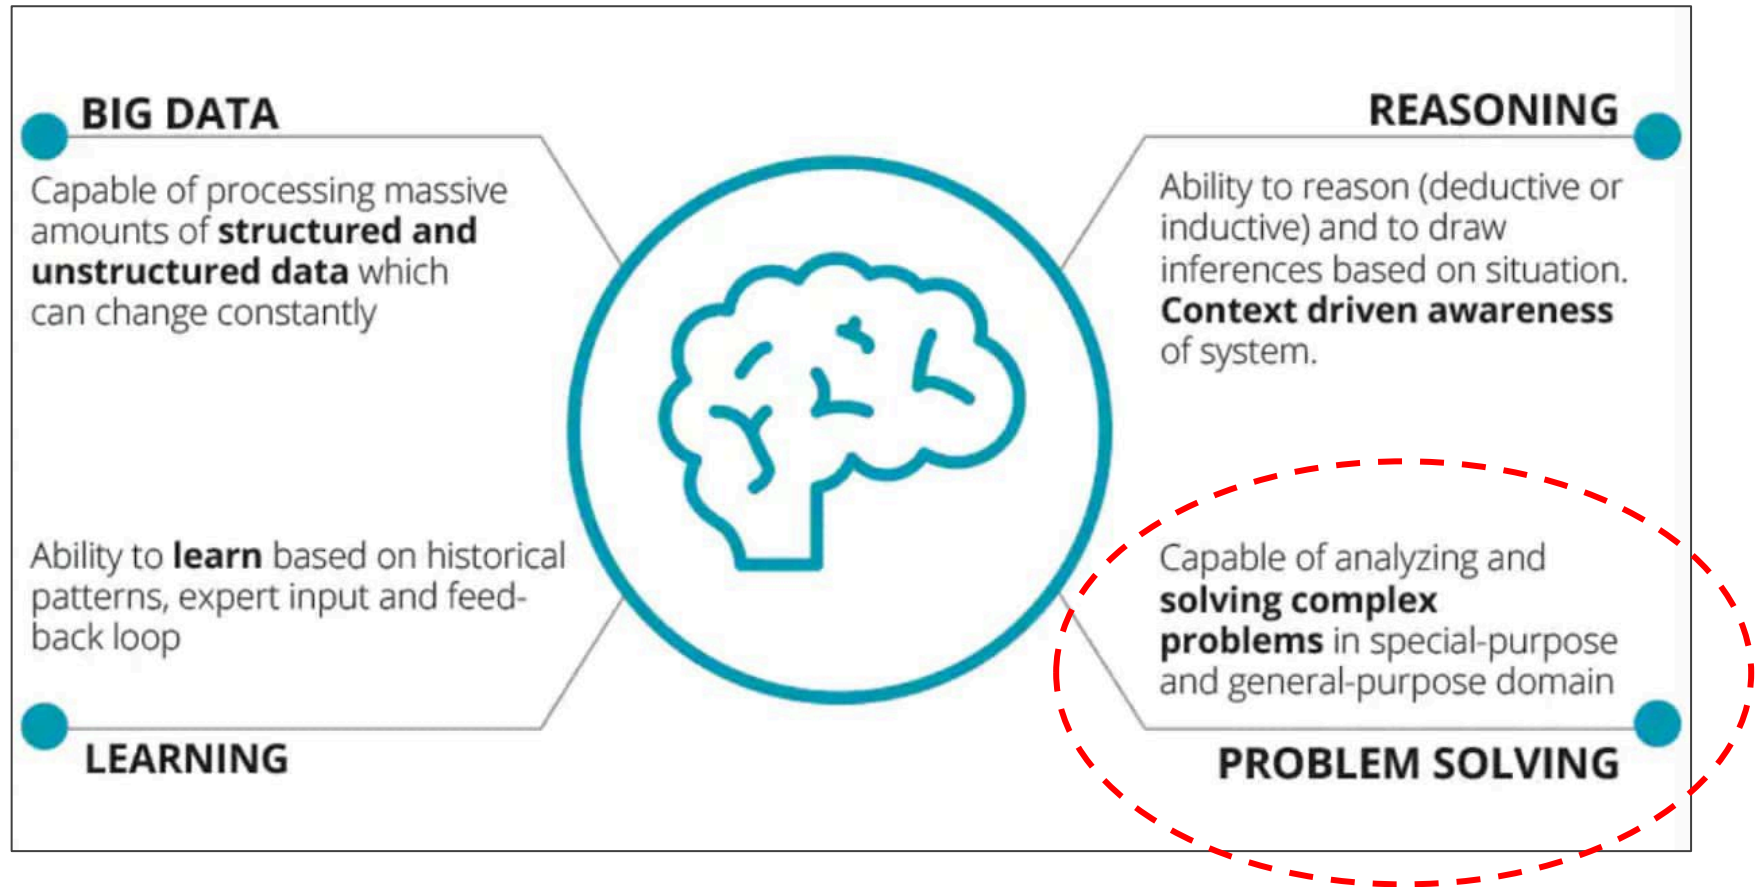 BIG DATA
Capable of processing massive
amounts of structured and
unstructured data which
can change constantly
REASONING
Ability to reason (deductive or
inductive) and to draw
inferences based on situation.
Context driven awareness
of system.
Ability to learn based on historical
patterns, expert input and feed-
back loop
LEARNING
Capable of analyzing and
solving complex
problems in special-purpose
and general-purpose domain
PROBLEM SOLVING